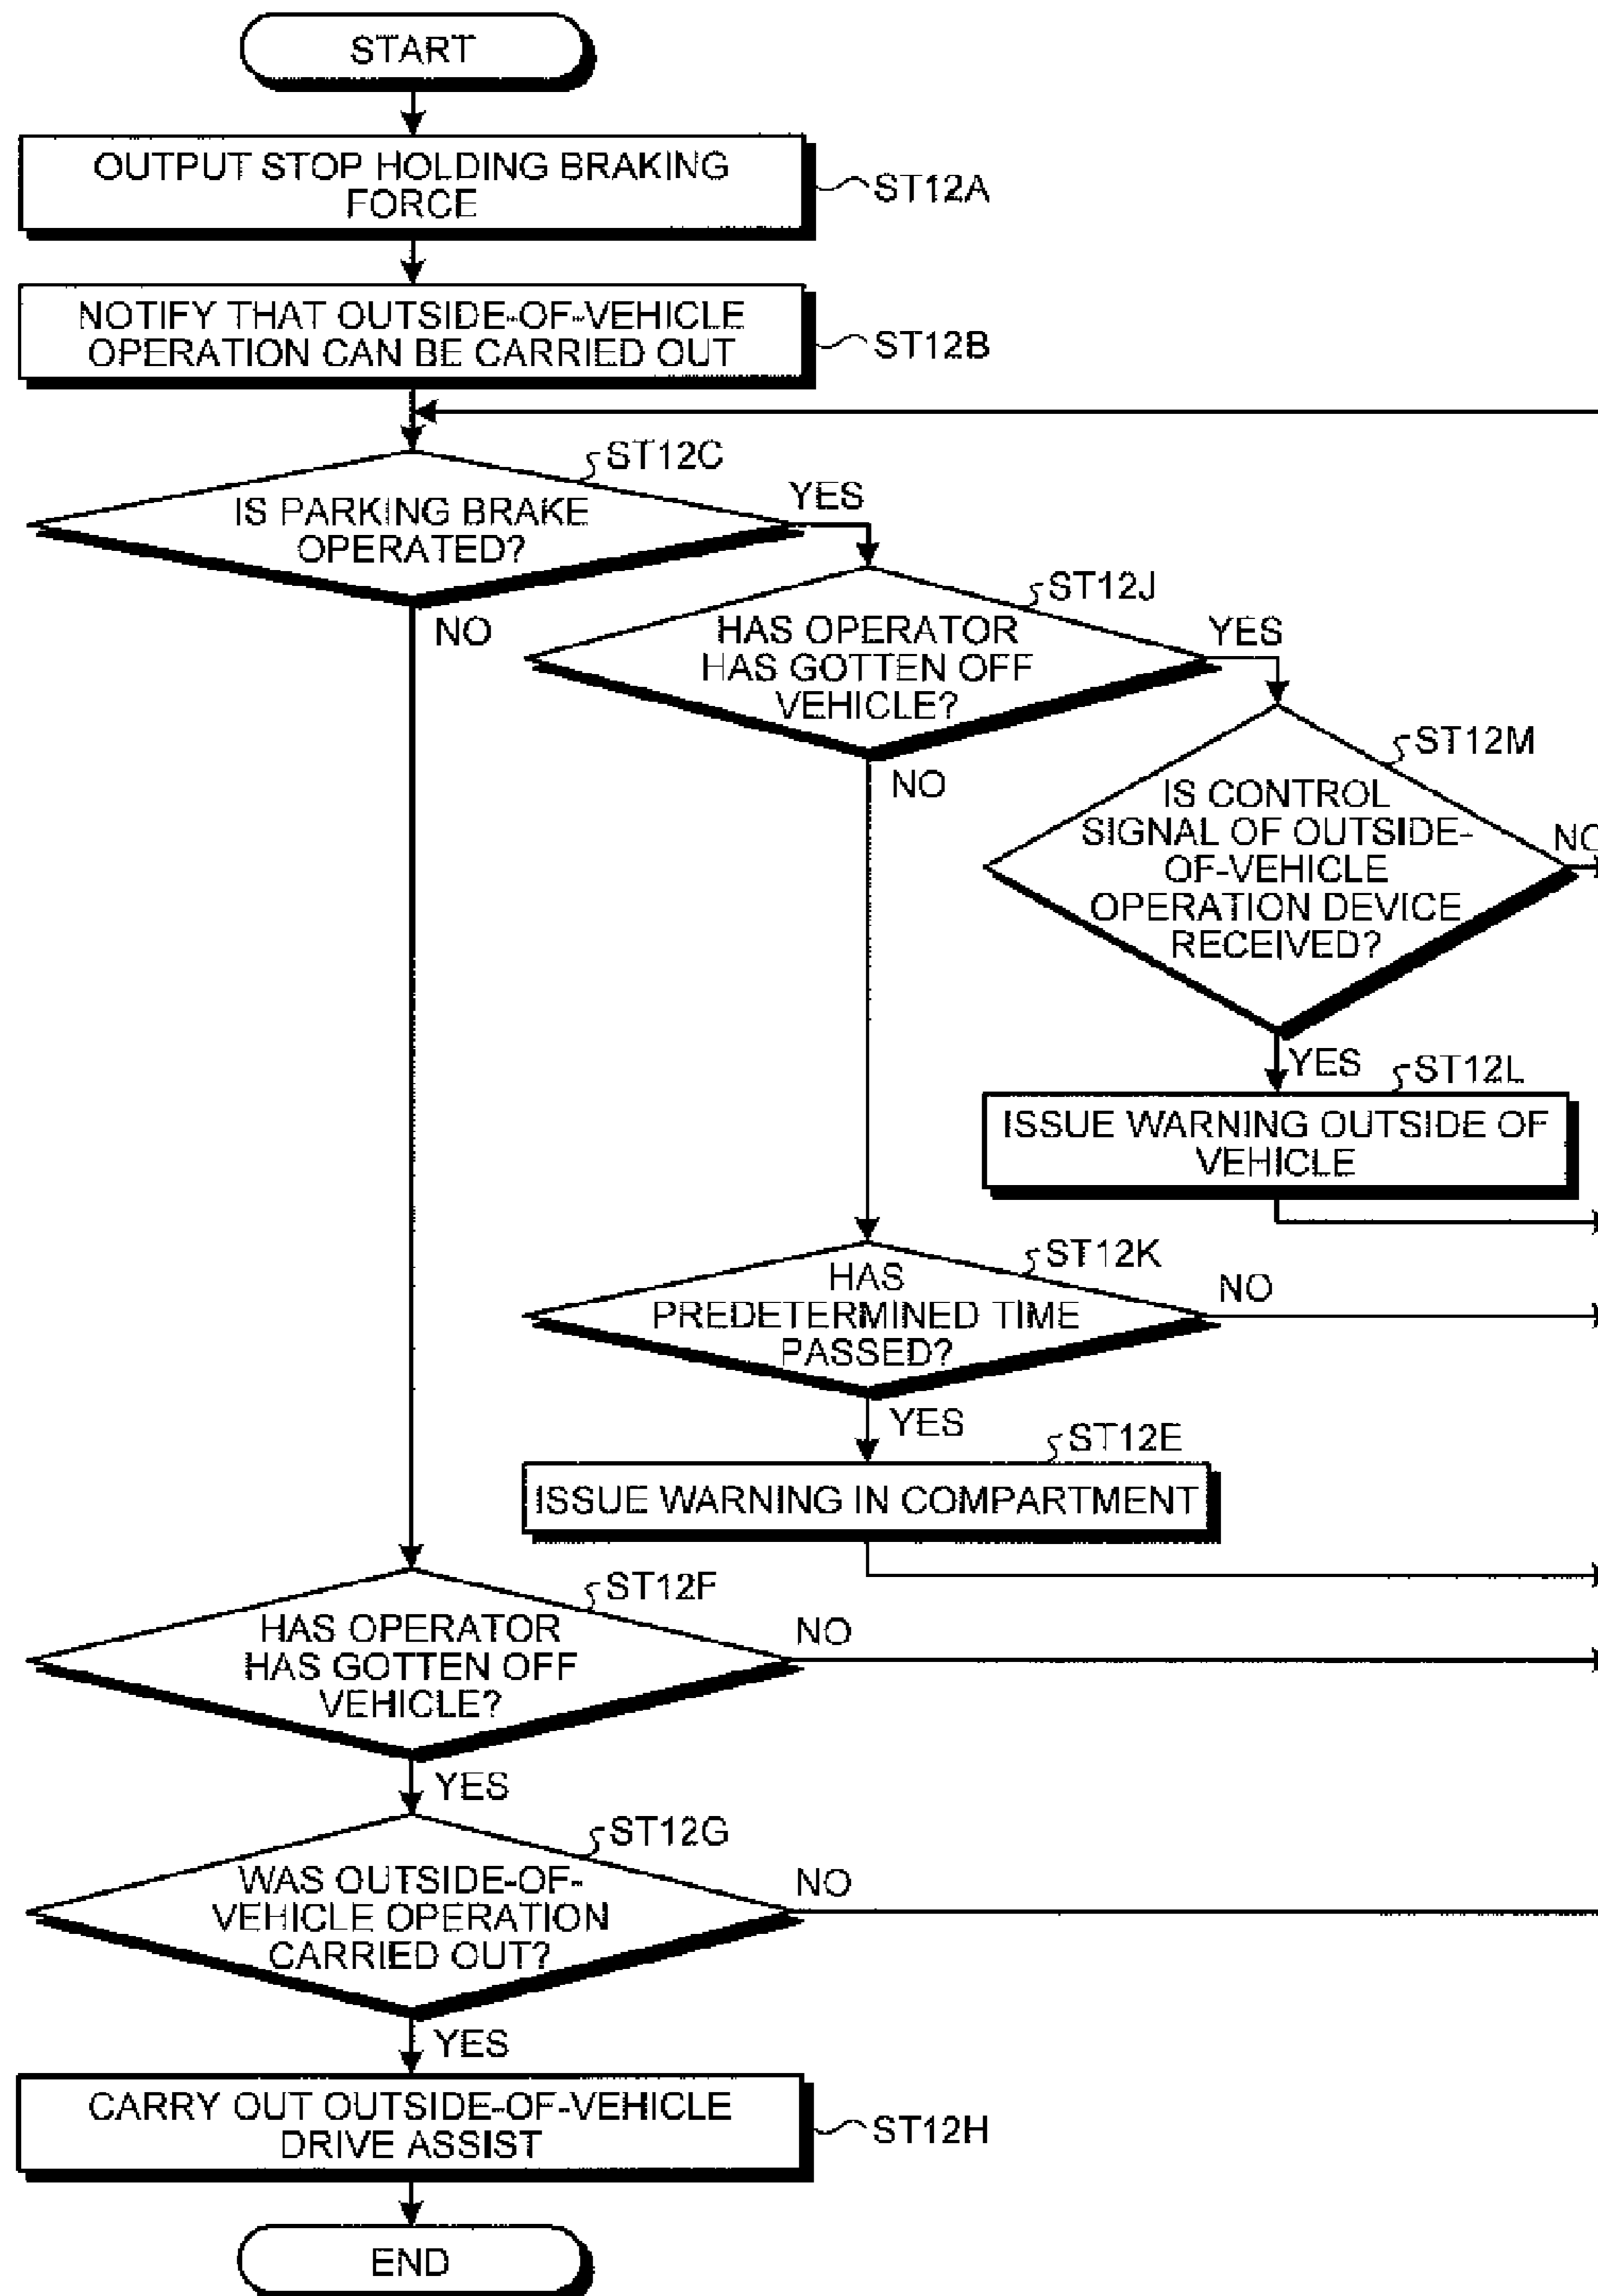 START
OUTPUT STOP HOLDING BRAKING
FORCE
ST12A
NOTIFY THAT OUTSIDE-OF-VEHICLE
OPERATION CAN BE CARRIED OUT
ST12B
ST12C
IS PARKING BRAKE
OPERATED?
YES
NO
ST12J
HAS OPERATOR
HAS GOTTEN OFF
VEHICLE?
YES
NO
ST12M
IS CONTROL
SIGNAL OF OUTSIDE-
OF-VEHICLE
OPERATION DEVICE
RECEIVED?
NO
YES
ST12L
ISSUE WARNING OUTSIDE OF
VEHICLE
ST12K
HAS
PREDETERMINED TIME
PASSED?
NO
YES
ST12E
ISSUE WARNING IN COMPARTMENT
ST12F
HAS OPERATOR
HAS GOTTEN OFF
VEHICLE?
NO
YES
ST12G
WAS OUTSIDE-OF-
VEHICLE OPERATION
CARRIED OUT?
NO
YES
CARRY OUT OUTSIDE-OF-VEHICLE
DRIVE ASSIST
ST12H
END